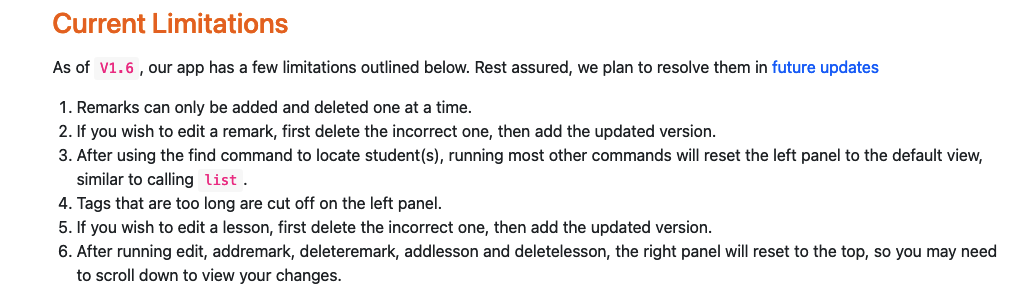 Current Limitations
As of V1.6 , our app has a few limitations outlined below. Rest assured, we plan to resolve them in future updates
1. Remarks can only be added and deleted one at a time.
2. If you wish to edit a remark, first delete the incorrect one, then add the updated version.
3. After using the find command to locate student(s), running most other commands will reset the left panel to the default view,
similar to calling list .
4. Tags that are too long are cut off on the left panel.
5. If you wish to edit a lesson, first delete the incorrect one, then add the updated version.
6. After running edit, addremark, deleteremark, addlesson and deletelesson, the right panel will reset to the top, so you may need
to scroll down to view your changes.